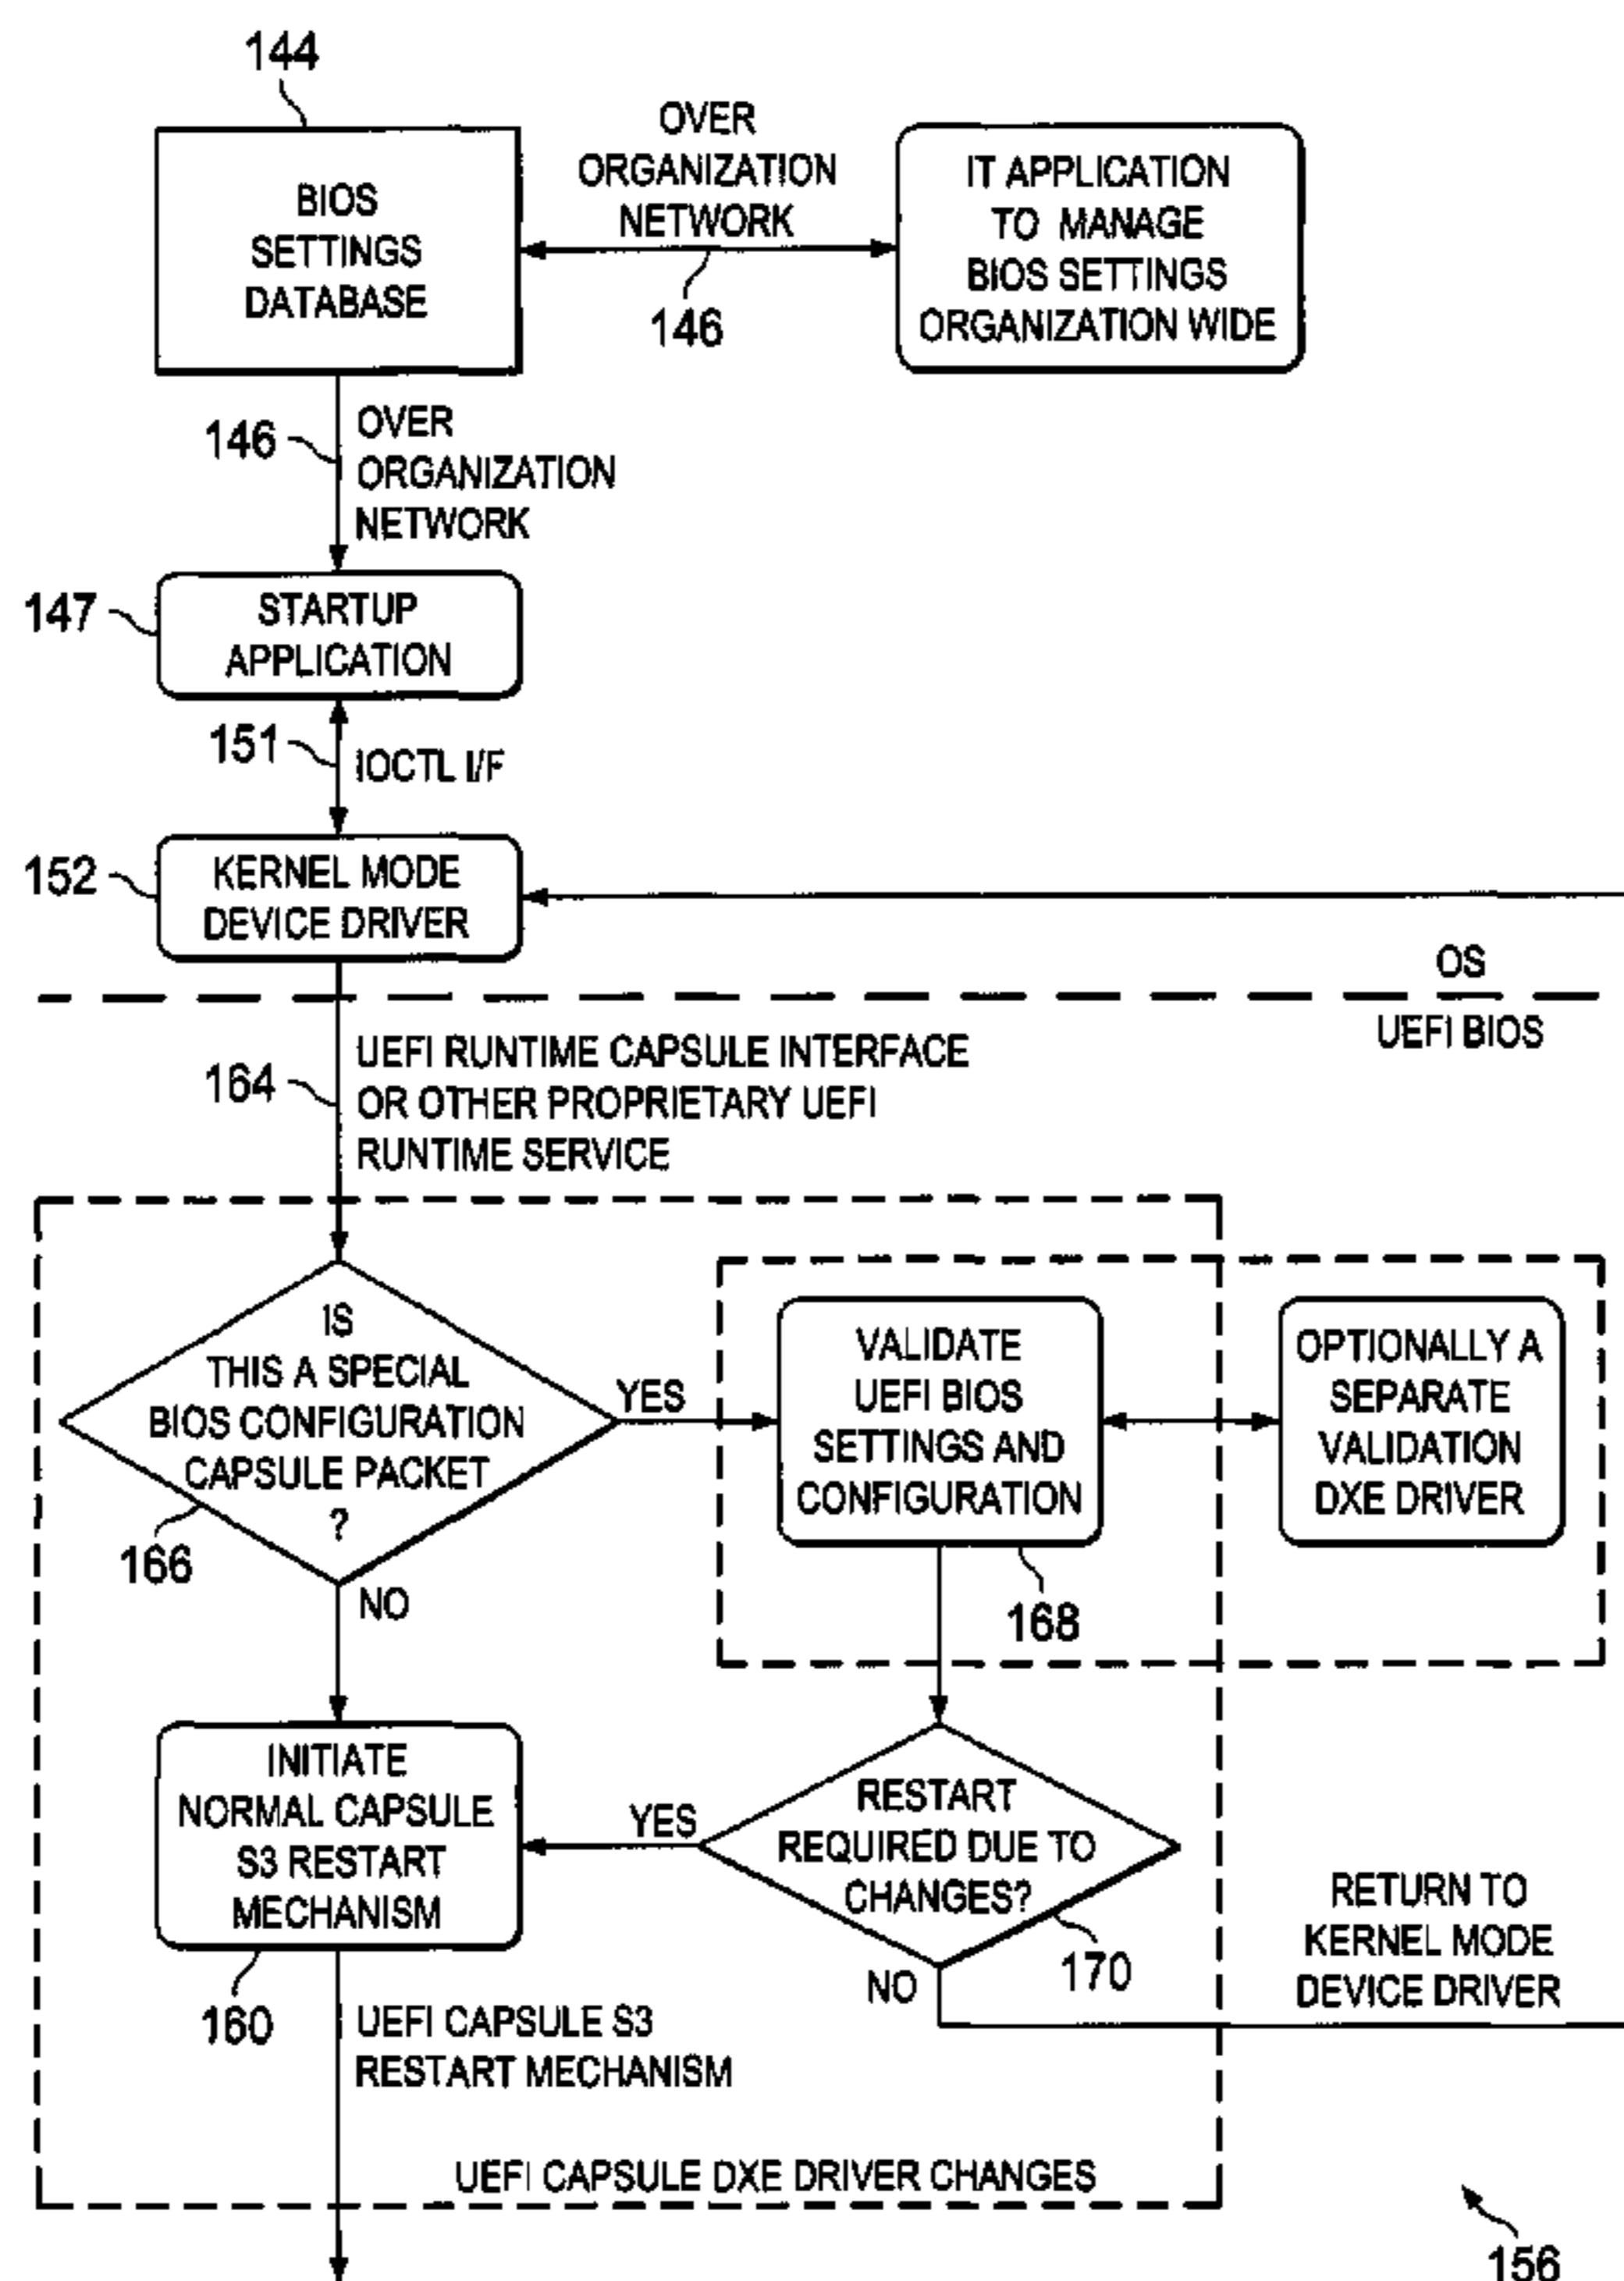 144
OVER
ORGANIZATION
NETWORK
146
BIOS
SETTINGS
DATABASE
IT APPLICATION
TO MANAGE
BIOS SETTINGS
ORGANIZATION WIDE
146
OVER
ORGANIZATION
NETWORK
147
STARTUP
APPLICATION
151
IOCTL I/F
152
KERNEL MODE
DEVICE DRIVER
OS
UEFI BIOS
164
UEFI RUNTIME CAPSULE INTERFACE
OR OTHER PROPRIETARY UEFI
RUNTIME SERVICE
IS
THIS A SPECIAL
BIOS CONFIGURATION
CAPSULE PACKET
?
166
YES
NO
VALIDATE
UEFI BIOS
SETTINGS AND
CONFIGURATION
168
OPTIONALLY A
SEPARATE
VALIDATION
DXE DRIVER
INITIATE
NORMAL CAPSULE
S3 RESTART
MECHANISM
160
YES
RESTART
REQUIRED DUE TO
CHANGES?
170
NO
RETURN TO
KERNEL MODE
DEVICE DRIVER
UEFI CAPSULE S3
RESTART MECHANISM
UEFI CAPSULE DXE DRIVER CHANGES
156